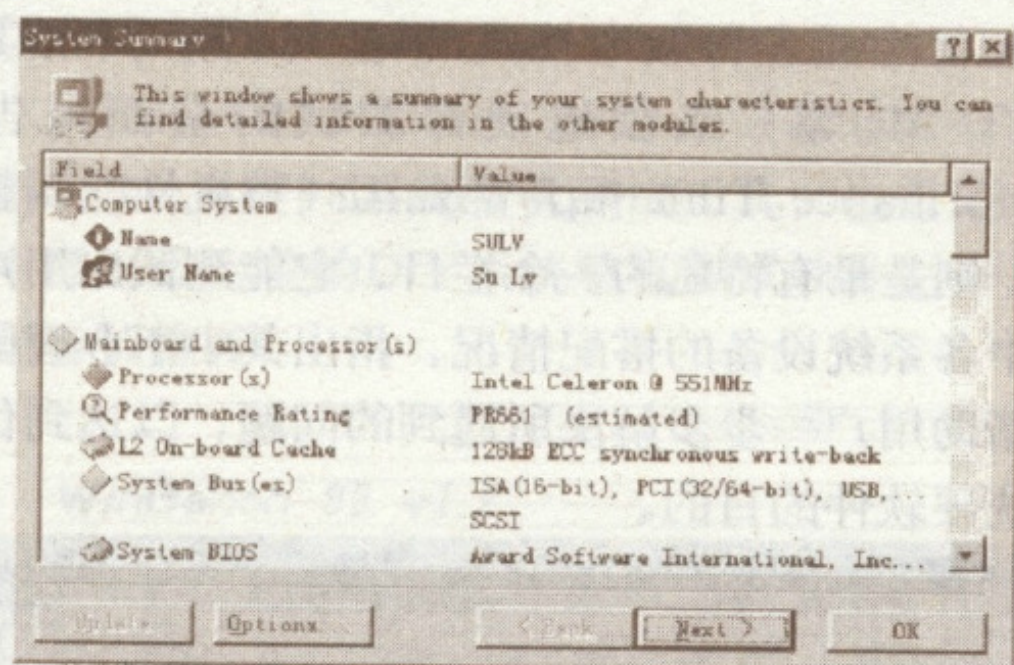 System Summary
This window shows a summary of your system characteristics. You can
find detailed information in the other modules.
Field Value
Computer System
Name SULV
User Name Su Lv
Mainboard and Processor(s)
Processor(s) Intel Celeron @ 551MHz
Performance Rating PR661 (estimated)
L2 On-board Cache 128kB ECC synchronous write-back
System Bus(es) ISA(16-bit), PCI(32/64-bit), USB,...
SCSI
System BIOS Award Software International, Inc...
Update Options < Back Next > OK